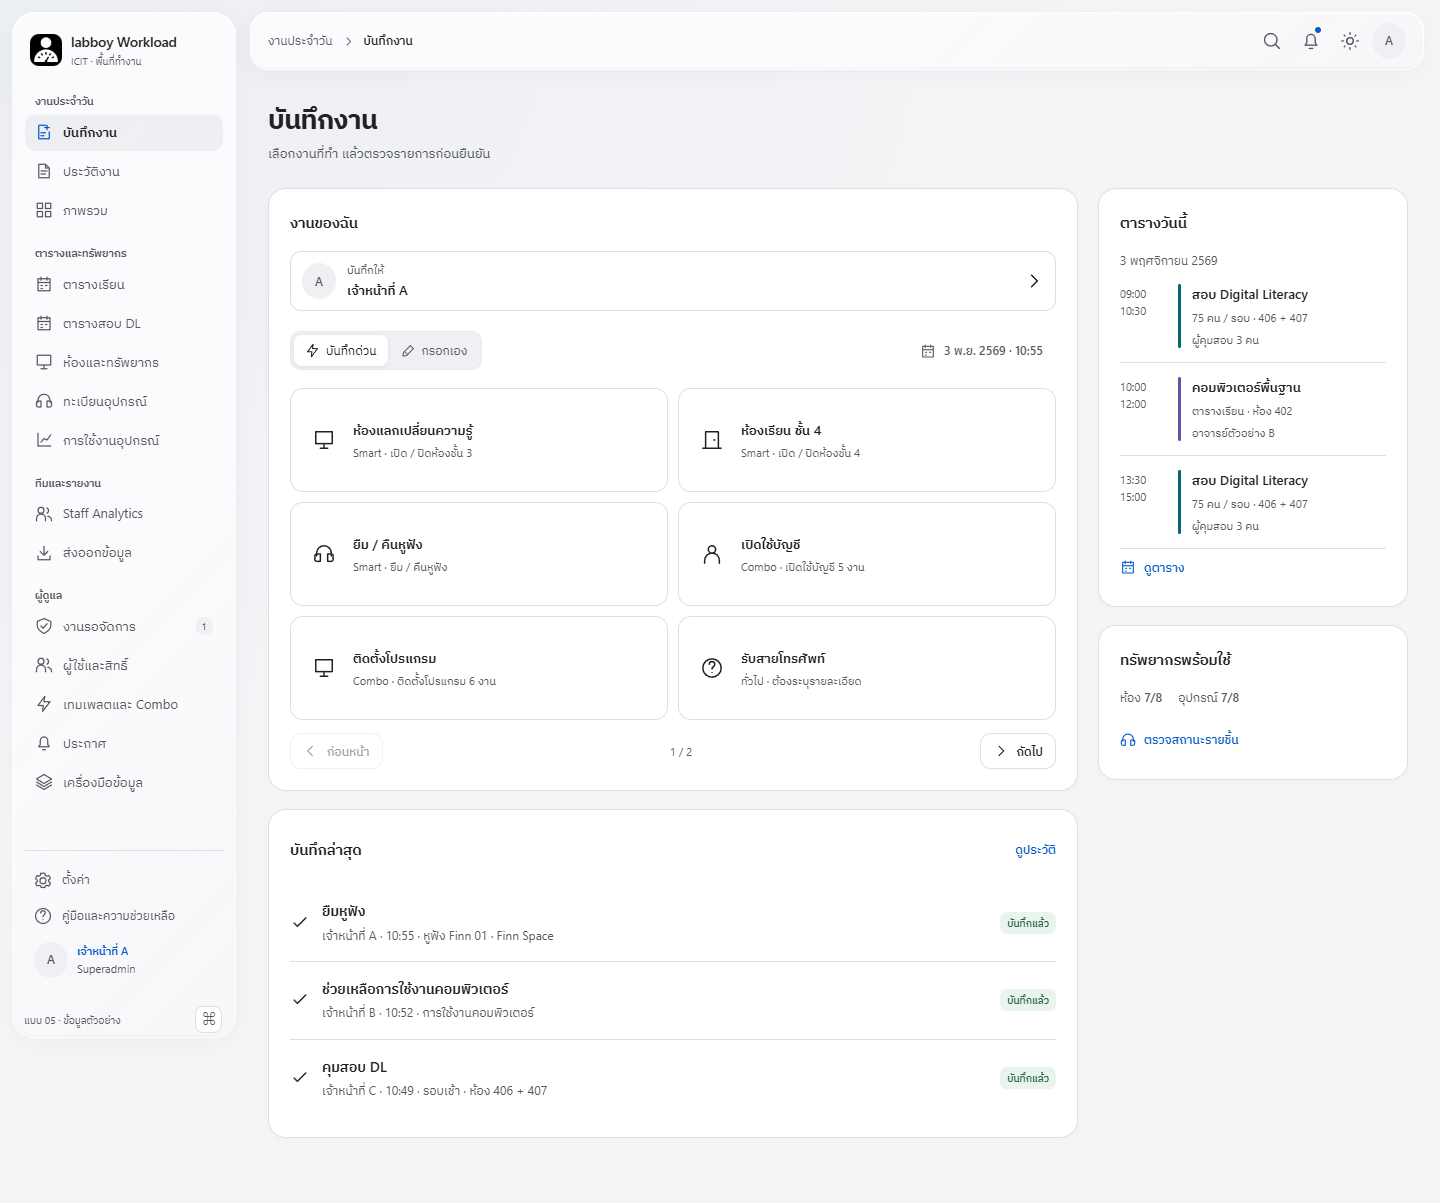 labboy Workload
ICIT · พื้นที่ทำงาน
งานประจำวัน
บันทึกงาน
ประวัติงาน
ภาพรวม
ตารางและทรัพยากร
ตารางเรียน
ตารางสอบ DL
ห้องและทรัพยากร
ทะเบียนอุปกรณ์
การใช้งานอุปกรณ์
ทีมและรายงาน
Staff Analytics
ส่งออกข้อมูล
ผู้ดูแล
งานรอจัดการ 1
ผู้ใช้และสิทธิ์
เทมเพลตและ Combo
ประกาศ
เครื่องมือข้อมูล
ตั้งค่า
คู่มือและความช่วยเหลือ
A
เจ้าหน้าที่ A
Superadmin
แบบ 05 · ข้อมูลตัวอย่าง
งานประจำวัน
บันทึกงาน
A
บันทึกงาน
เลือกงานที่ทำ แล้วตรวจรายการก่อนยืนยัน
งานของฉัน
A
บันทึกให้
เจ้าหน้าที่ A
บันทึกด่วน
กรอกเอง
3 พ.ย. 2569 · 10:55
ห้องแลกเปลี่ยนความรู้
Smart · เปิด / ปิดห้องชั้น 3
ห้องเรียน ชั้น 4
Smart · เปิด / ปิดห้องชั้น 4
ยืม / คืนหูฟัง
Smart · ยืม / คืนหูฟัง
เปิดใช้บัญชี
Combo · เปิดใช้บัญชี 5 งาน
ติดตั้งโปรแกรม
Combo · ติดตั้งโปรแกรม 6 งาน
รับสายโทรศัพท์
ทั่วไป · ต้องระบุรายละเอียด
ก่อนหน้า
1 / 2
ถัดไป
บันทึกล่าสุด
ดูประวัติ
ยืมหูฟัง
เจ้าหน้าที่ A · 10:55 · หูฟัง Finn 01 · Finn Space
บันทึกแล้ว
ช่วยเหลือการใช้งานคอมพิวเตอร์
เจ้าหน้าที่ B · 10:52 · การใช้งานคอมพิวเตอร์
บันทึกแล้ว
คุมสอบ DL
เจ้าหน้าที่ C · 10:49 · รอบเช้า · ห้อง 406 + 407
บันทึกแล้ว
ตารางวันนี้
3 พฤศจิกายน 2569
09:00
10:30
สอบ Digital Literacy
75 คน / รอบ · 406 + 407
ผู้คุมสอบ 3 คน
10:00
12:00
คอมพิวเตอร์พื้นฐาน
ตารางเรียน · ห้อง 402
อาจารย์ตัวอย่าง B
13:30
15:00
สอบ Digital Literacy
75 คน / รอบ · 406 + 407
ผู้คุมสอบ 3 คน
ดูตาราง
ทรัพยากรพร้อมใช้
ห้อง 7/8 อุปกรณ์ 7/8
ตรวจสถานะรายชิ้น